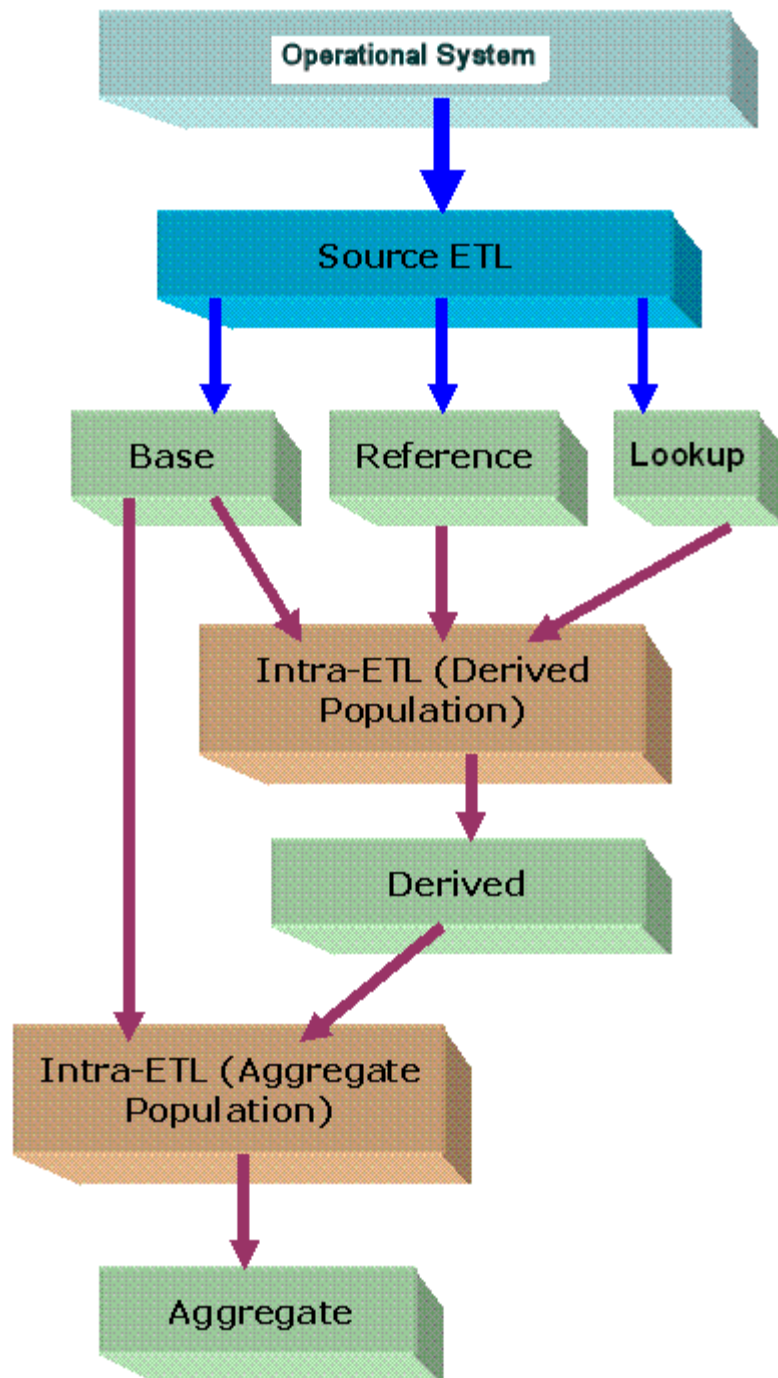 Operational System
Source ETL
Base
Reference
Lookup
Intra-ETL (Derived
Population)
Derived
Intra-ETL (Aggregate
Population)
Aggregate